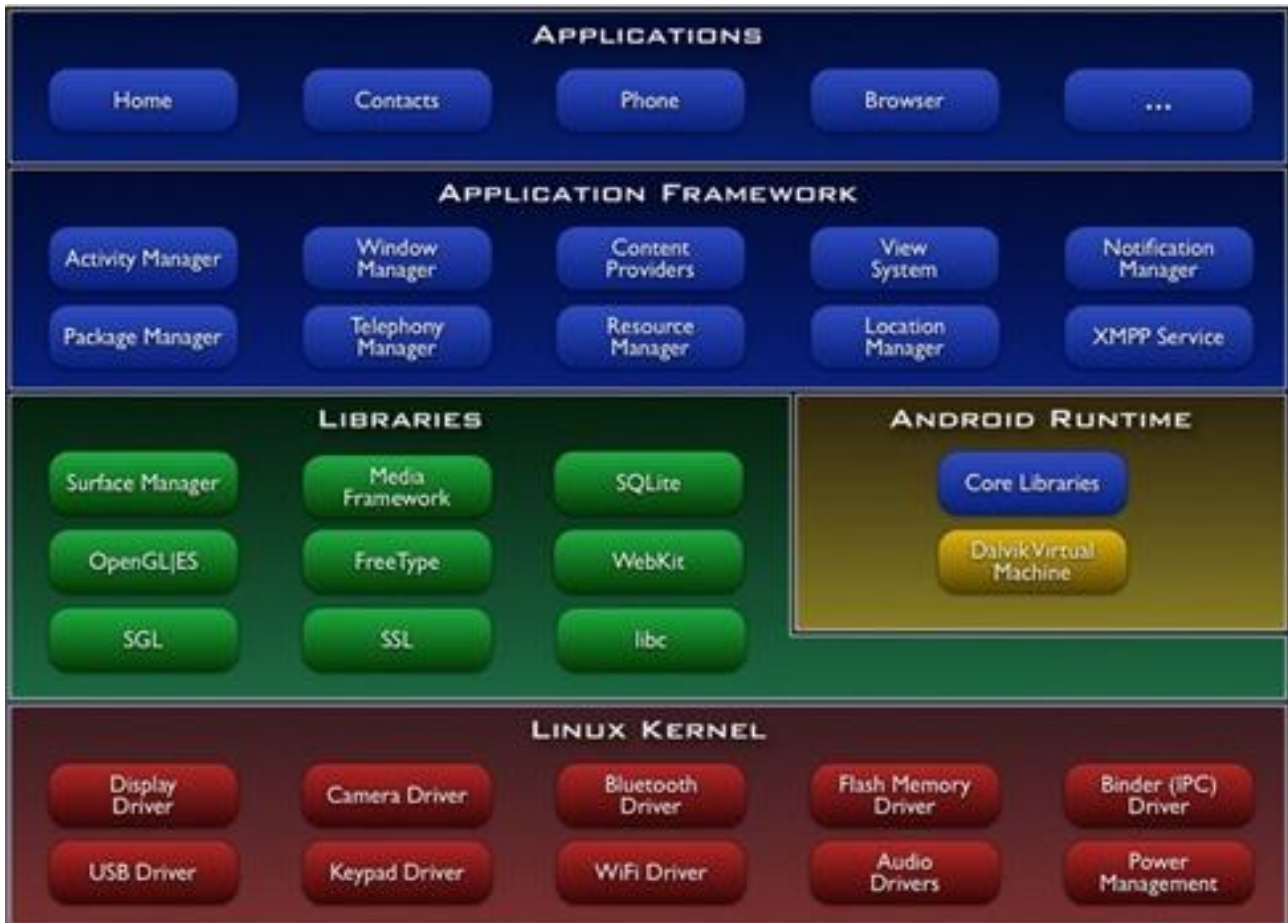 APPLICATIONS
Home
Contacts
Phone
Browser
...
APPLICATION FRAMEWORK
Activity Manager
Window
Manager
Content
Providers
View
System
Notification
Manager
Package Manager
Telephony
Manager
Resource
Manager
Location
Manager
XMPP Service
LIBRARIES
Surface Manager
Media
Framework
SQLite
OpenGL|ES
FreeType
WebKit
SGL
SSL
libc
ANDROID RUNTIME
Core Libraries
Dalvik Virtual
Machine
LINUX KERNEL
Display
Driver
Camera Driver
Bluetooth
Driver
Flash Memory
Driver
Binder (IPC)
Driver
USB Driver
Keypad Driver
WiFi Driver
Audio
Drivers
Power
Management